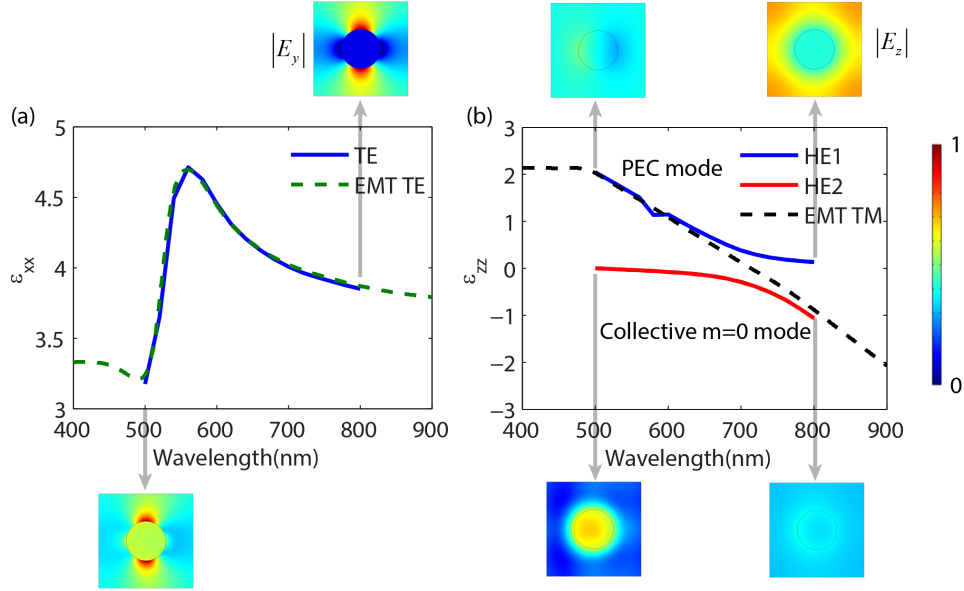 |E_y|
|E_z|
(a)
5
4.5
4
3.5
3
ε_xx
TE
EMT TE
400 500 600 700 800 900
Wavelength(nm)
(b)
3
2
1
0
−1
−2
−3
ε_zz
PEC mode
HE1
HE2
EMT TM
Collective m=0 mode
400 500 600 700 800 900
Wavelength(nm)
1
0